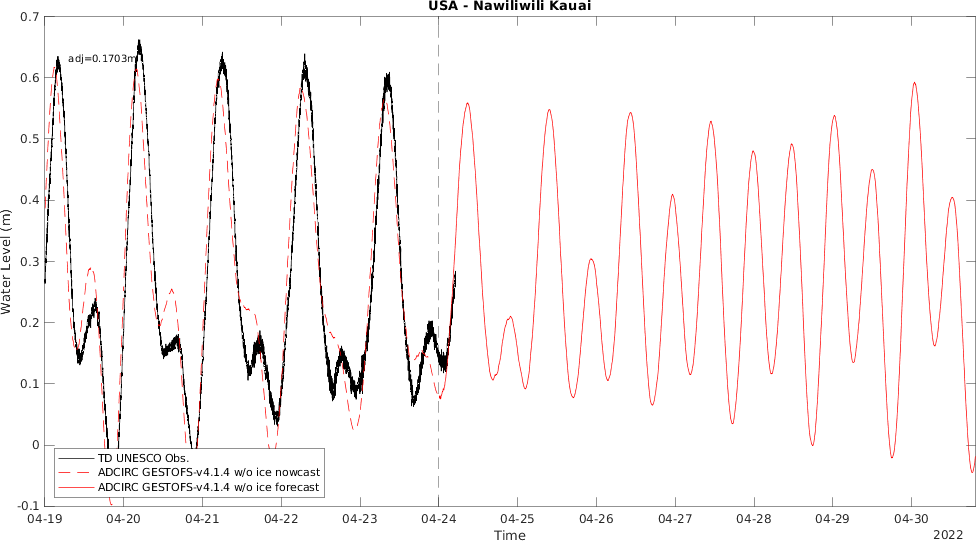 USA - Nawiliwili Kauai
adj=0.1703m
Water Level (m)
0.7
0.6
0.5
0.4
0.3
0.2
0.1
0
-0.1
TD UNESCO Obs.
ADCIRC GESTOFS-v4.1.4 w/o ice nowcast
ADCIRC GESTOFS-v4.1.4 w/o ice forecast
04-19 04-20 04-21 04-22 04-23 04-24 04-25 04-26 04-27 04-28 04-29 04-30
Time
2022